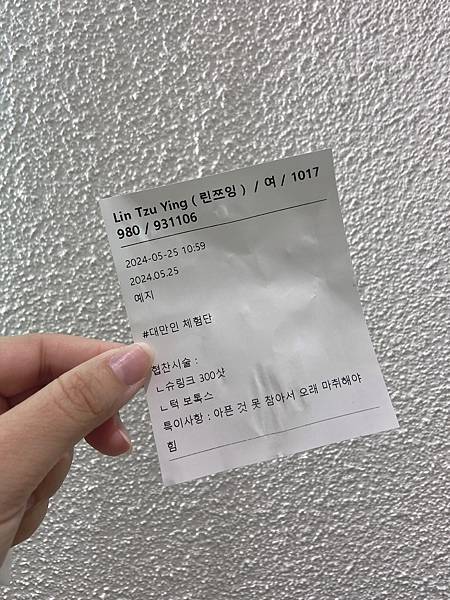 Lin Tzu Ying ( 린쯔잉 ) / 여 / 1017
980 / 931106
2024-05-25 10:59
2024.05.25
예지
#대만인 체험단
협찬시술 :
ㄴ슈링크 300샷
ㄴ턱 보톡스
특이사항 : 아픈 것 못 참아서 오래 마취해야
힘